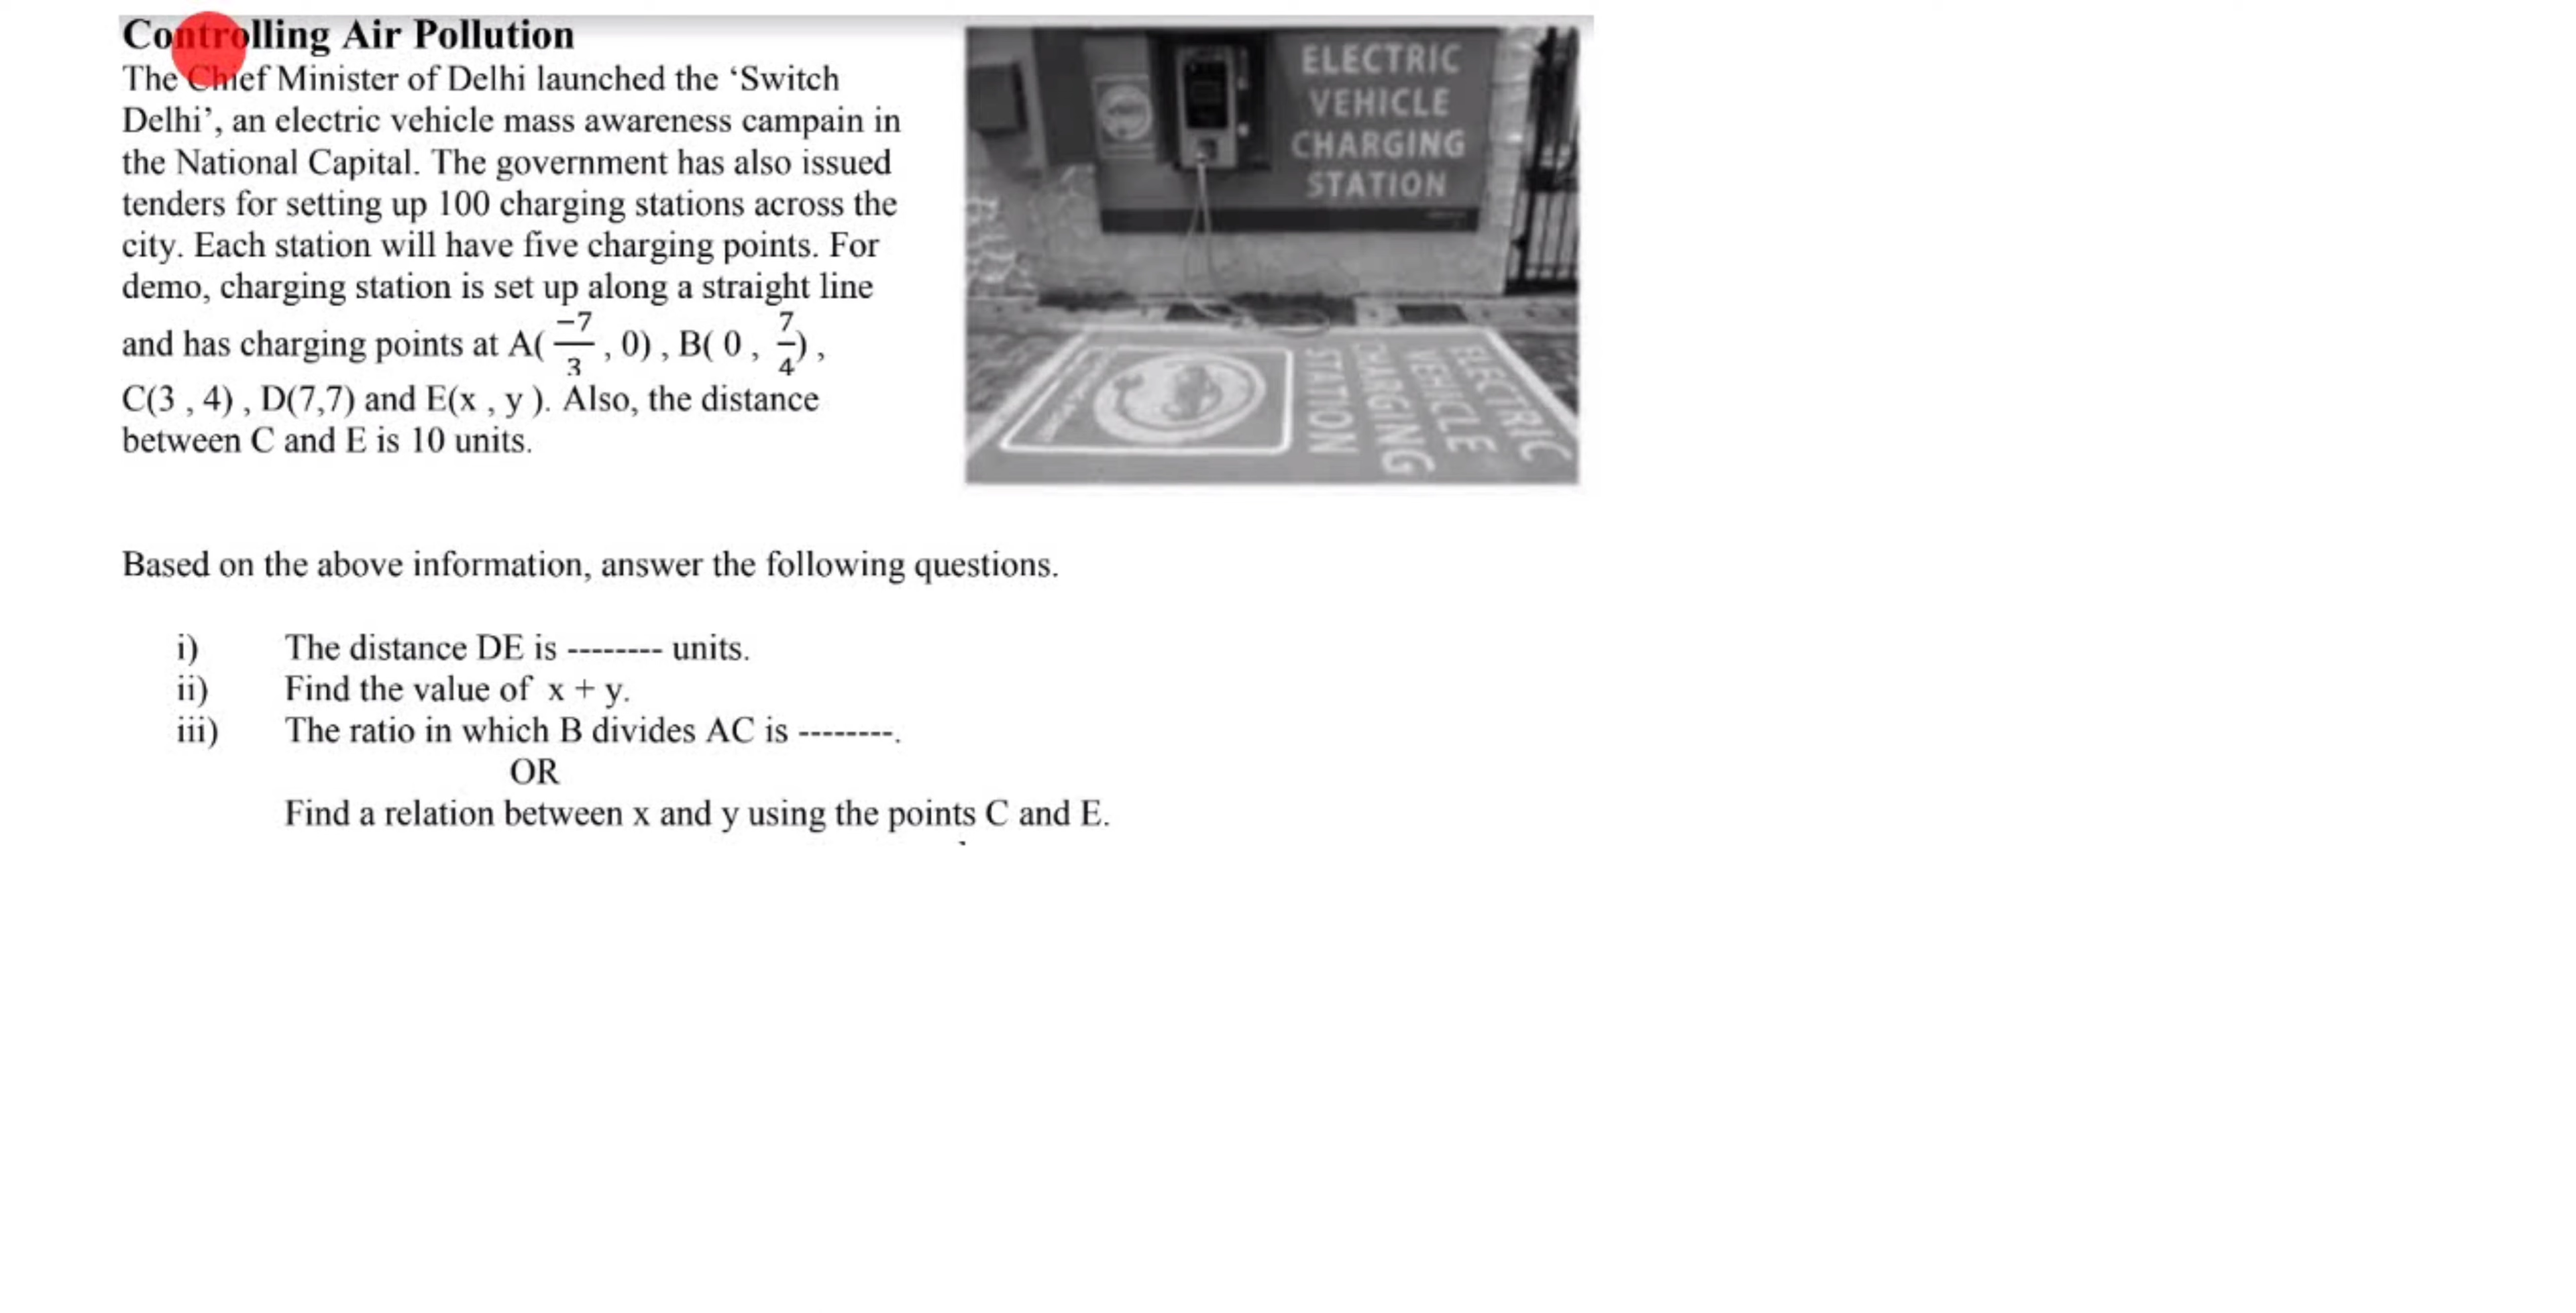 Controlling Air Pollution
The Chief Minister of Delhi launched the ‘Switch
Delhi’, an electric vehicle mass awareness campain in
the National Capital. The government has also issued
tenders for setting up 100 charging stations across the
city. Each station will have five charging points. For
demo, charging station is set up along a straight line
and has charging points at A(−7/3 , 0) , B( 0 , 7/4) ,
C(3 , 4) , D(7,7) and E(x , y ). Also, the distance
between C and E is 10 units.
ELECTRIC
VEHICLE
CHARGING
STATION
ELECTRIC
VEHICLE
CHARGING
STATION
Based on the above information, answer the following questions.
i) The distance DE is -------- units.
ii) Find the value of x + y.
iii) The ratio in which B divides AC is --------.
OR
Find a relation between x and y using the points C and E.